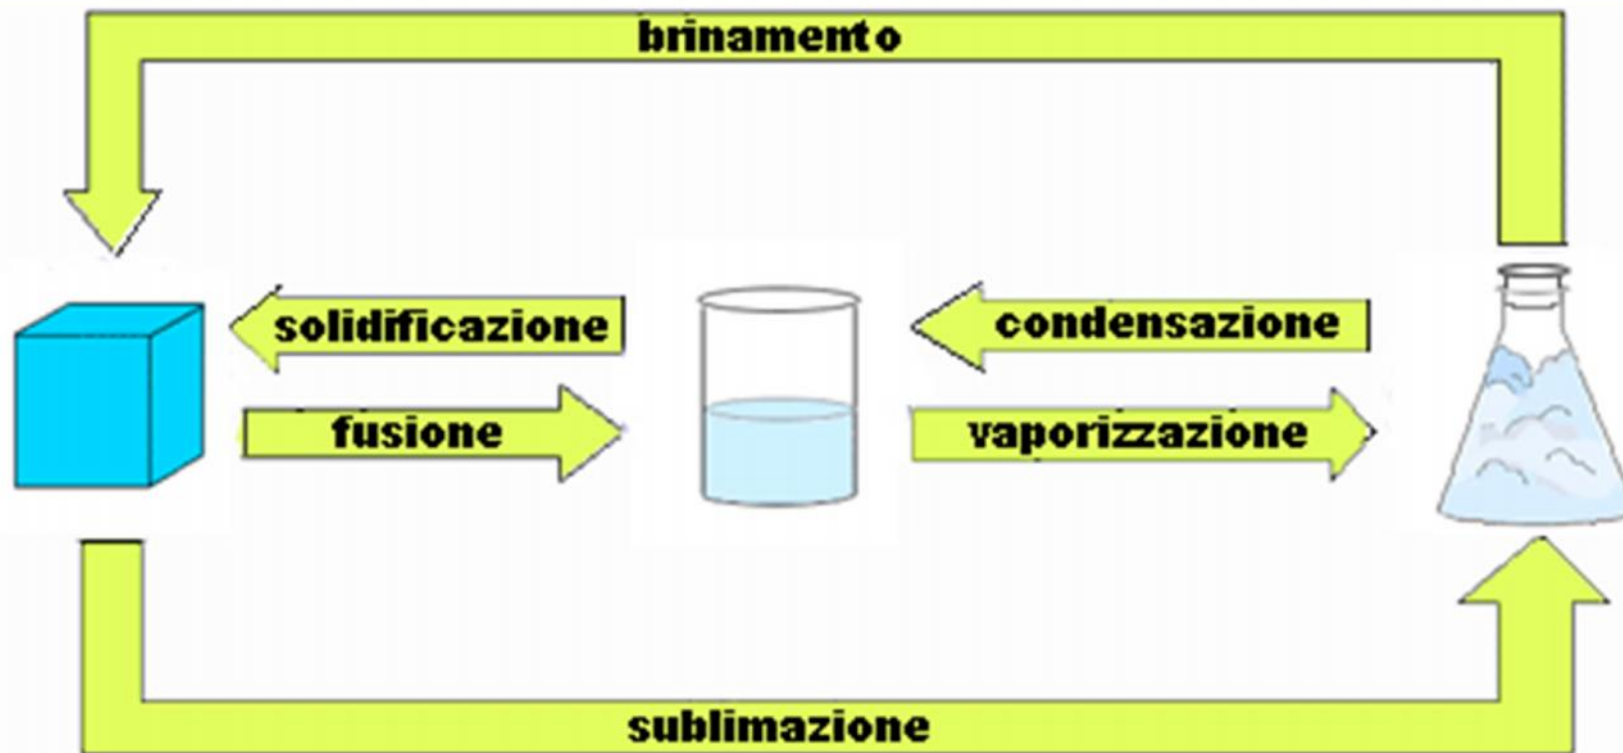 brinamento
solidificazione
condensazione
fusione
vaporizzazione
sublimazione